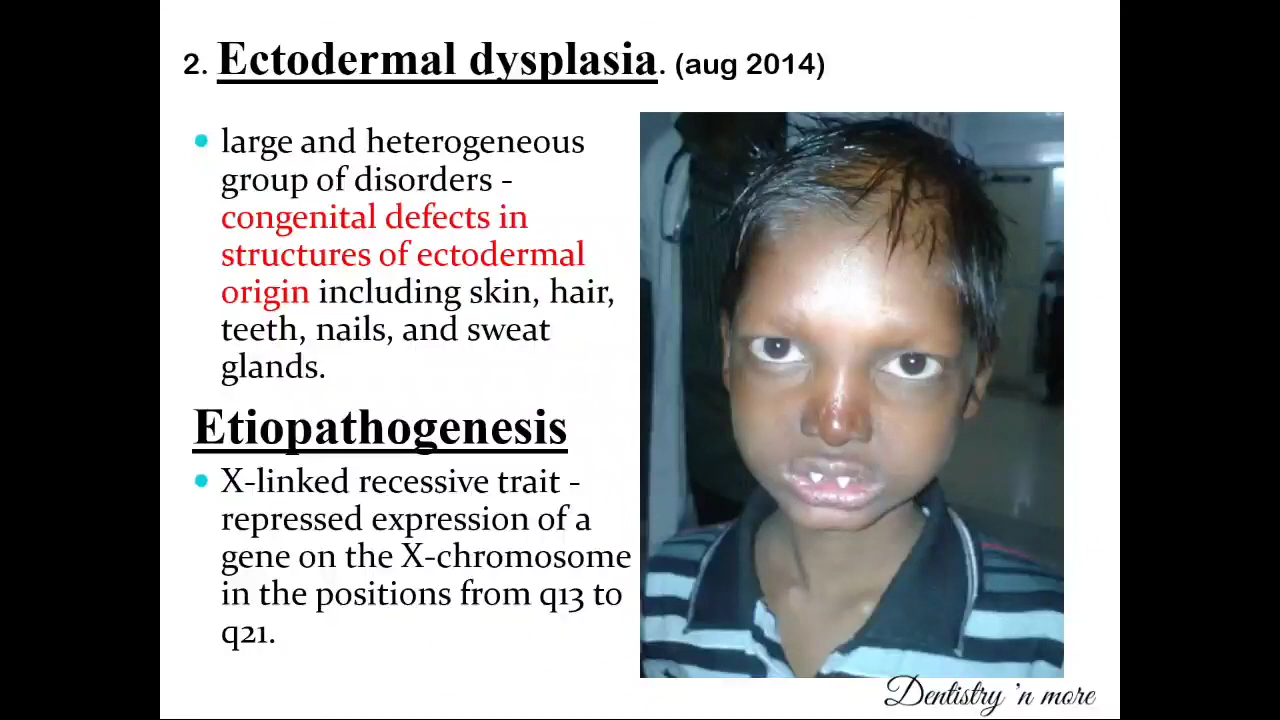 2. Ectodermal dysplasia. (aug 2014)
large and heterogeneous
group of disorders -
congenital defects in
structures of ectodermal
origin including skin, hair,
teeth, nails, and sweat
glands.
Etiopathogenesis
X-linked recessive trait -
repressed expression of a
gene on the X-chromosome
in the positions from q13 to
q21.
Dentistry 'n more